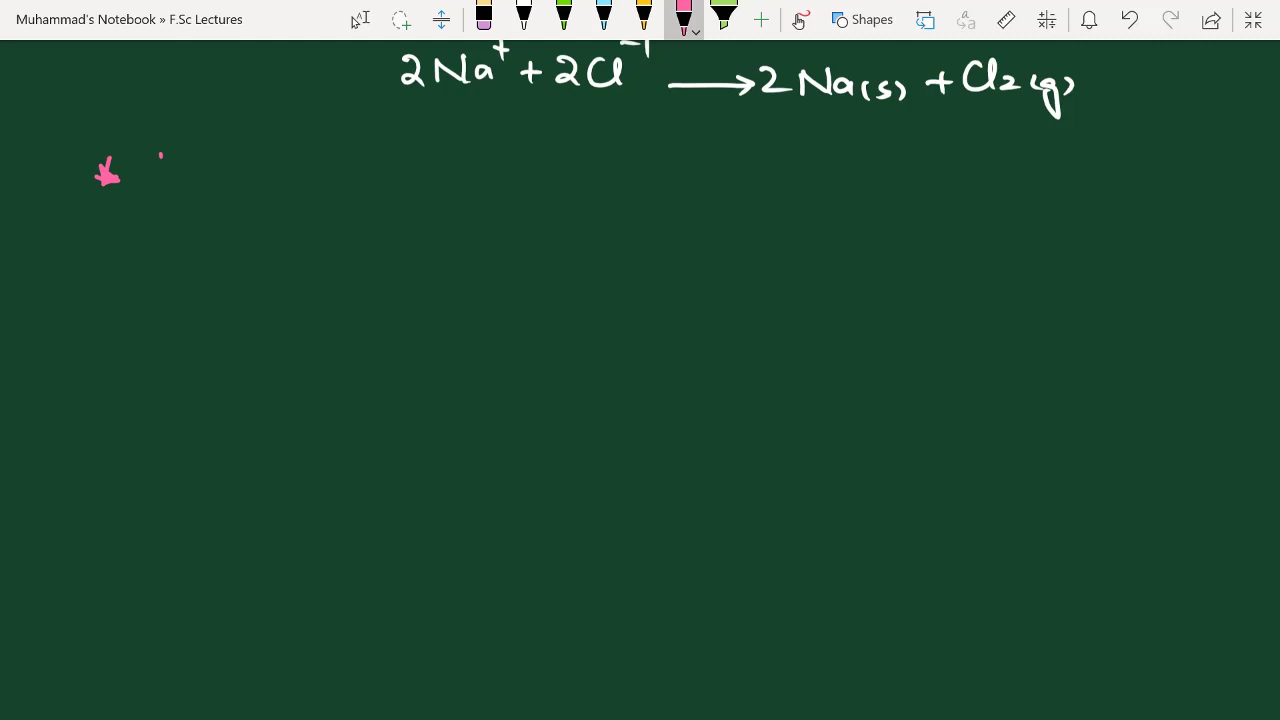 Muhammad's Notebook » F.Sc Lectures
Shapes
2Na⁺ + 2Cl⁻¹ ⟶ 2Na(s) + Cl₂(g)